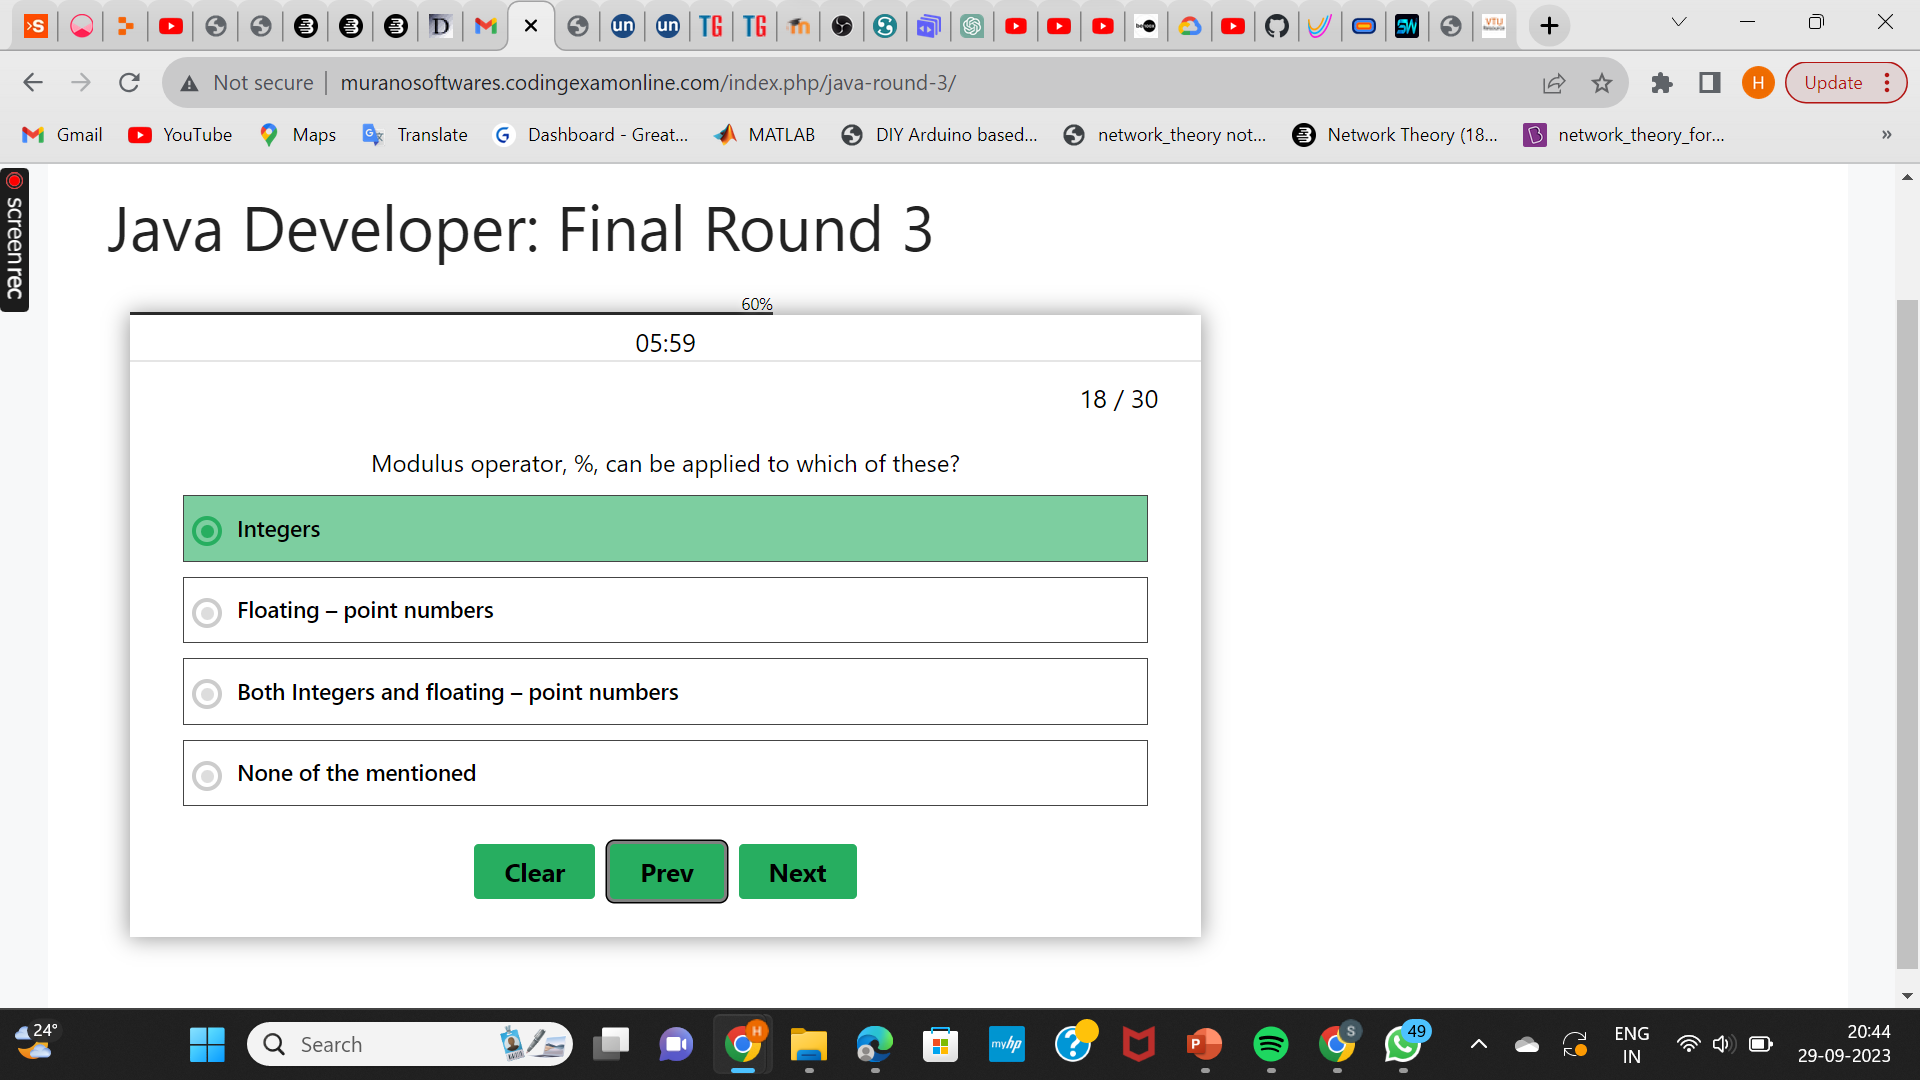 Not secure
muranosoftwares.codingexamonline.com/index.php/java-round-3/
H
Update
Gmail
YouTube
Maps
Translate
Dashboard - Great...
MATLAB
DIY Arduino based...
network_theory not...
Network Theory (18...
network_theory_for...
»
screenrec
Java Developer: Final Round 3
60%
05:59
18 / 30
Modulus operator, %, can be applied to which of these?
Integers
Floating – point numbers
Both Integers and floating – point numbers
None of the mentioned
Clear
Prev
Next
24°
Search
H
myhp
S
49
ENG
IN
20:44
29-09-2023